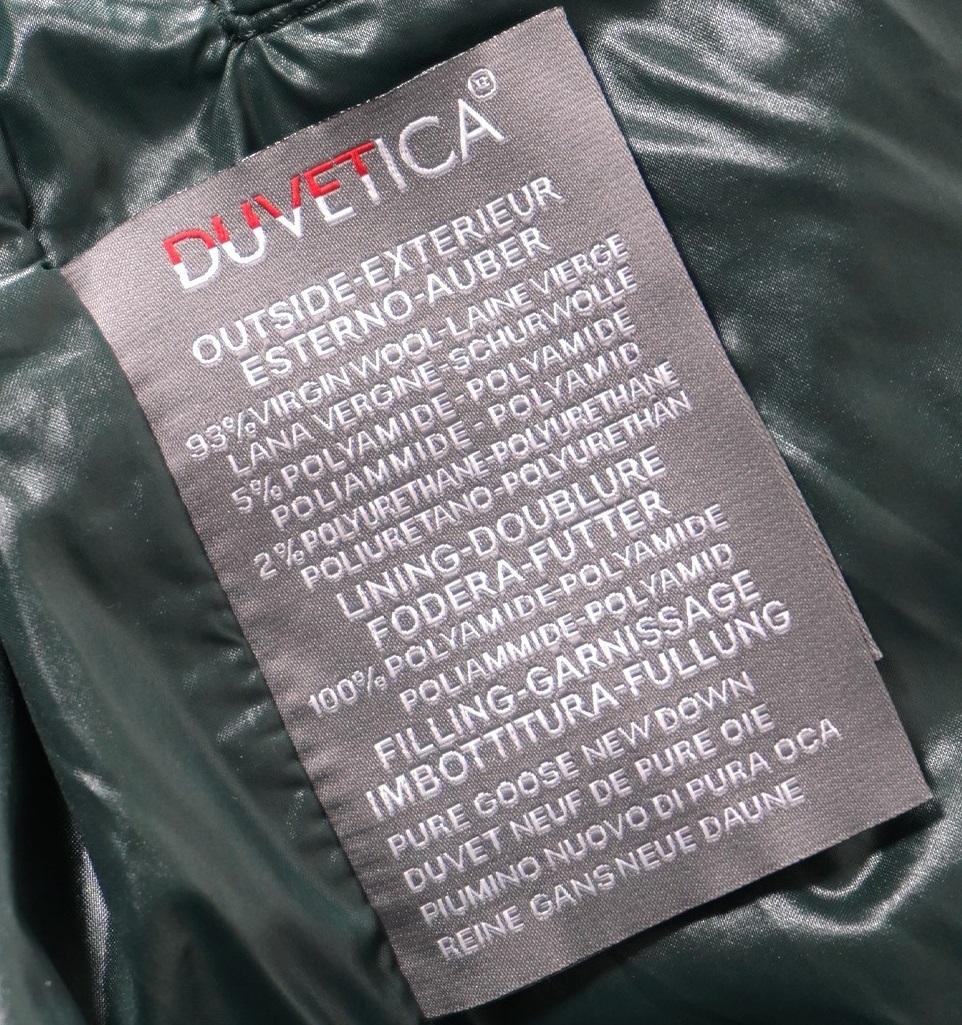 DUVETICA®
OUTSIDE-EXTERIEUR
ESTERNO-AUBER
93% VIRGIN WOOL-LAINE VIERGE
LANA VERGINE-SCHURWOLLE
5% POLYAMIDE-POLYAMIDE
POLIAMMIDE - POLYAMID
2% POLYURETHANE-POLYURETHANE
POLIURETANO-POLYURETHAN
LINING-DOUBLURE
FODERA-FUTTER
100% POLYAMIDE-POLYAMIDE
POLIAMMIDE-POLYAMID
FILLING-GARNISSAGE
IMBOTTITURA-FULLUNG
PURE GOOSE NEW DOWN
DUVET NEUF DE PURE OIE
PIUMINO NUOVO DI PURA OCA
REINE GANSNEUE DAUNE